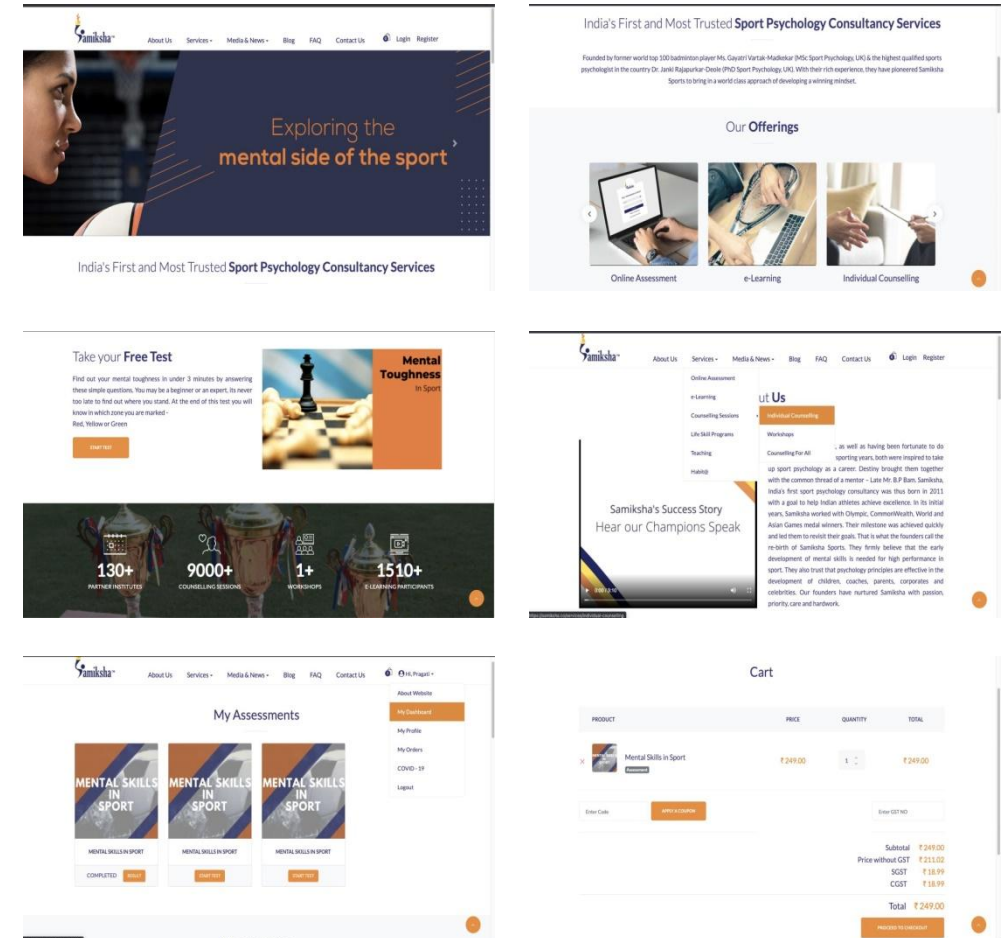 Samiksha
About Us Services Media & News Blog FAQ Contact Us Login Register
Exploring the
mental side of the sport
India's First and Most Trusted Sport Psychology Consultancy Services
India's First and Most Trusted Sport Psychology Consultancy Services
Founded by former world top 100 badminton player Ms. Gayatri Vartak-Madkekar (MSc Sport Psychology, UK) & the highest qualified sports
psychologist in the country Dr. Janki Rajapurkar-Deole (PhD Sport Psychology, UK). With their rich experience, they have pioneered Samiksha
Sports to bring in a world class approach of developing a winning mindset.
Our Offerings
Online Assessment
e-Learning
Individual Counselling
Take your Free Test
Find out your mental toughness in under 3 minutes by answering
these simple questions. You may be a beginner or an expert, its never
too late to find out where you stand. At the end of this test you will
know in which zone you are marked -
Red, Yellow or Green
START TEST
Mental
Toughness
In Sport
130+ 9000+ 1+ 1510+
PARTNER INSTITUTES COUNSELLING SESSIONS WORKSHOPS E-LEARNING PARTICIPANTS
Samiksha
About Us Services Media & News Blog FAQ Contact Us Login Register
Online Assessment
e-Learning
Counselling Sessions
Life Skill Programs
Teaching
Individual Counselling
Workshops
Counselling For All
ut Us
Samiksha's Success Story
Hear our Champions Speak
, as well as having been fortunate to do
sporting years, both were inspired to take
up sport psychology as a career. Destiny brought them together
with the common thread of a mentor – Late Mr. B.P Bam. Samiksha,
India's first sport psychology consultancy was thus born in 2011
with a goal to help Indian athletes achieve excellence. In its initial
years, Samiksha worked with Olympic, CommonWealth, World and
Asian Games medal winners. Their milestone was achieved quickly
and led them to revisit their goals. That is what the founders call the
re-birth of Samiksha Sports. They firmly believe that the early
development of mental skills is needed for high performance in
sport. They also trust that psychology principles are effective in the
development of children, coaches, parents, corporates and
celebrities. Our founders have nurtured Samiksha with passion,
priority, care and hardwork.
Samiksha
About Us Services Media & News Blog FAQ Contact Us Hi, Pragati
About Website
My Dashboard
My Profile
My Orders
COVID - 19
Logout
My Assessments
MENTAL SKILLS IN SPORT
MENTAL SKILLS IN SPORT
MENTAL SKILLS IN SPORT
MENTAL SKILLS IN SPORT MENTAL SKILLS IN SPORT MENTAL SKILLS IN SPORT
COMPLETED RESULT START TEST START TEST
Cart
PRODUCT PRICE QUANTITY TOTAL
Mental Skills in Sport ₹ 249.00 1 ₹ 249.00
Assessment
Enter Code APPLY A COUPON Enter GST NO
Subtotal ₹ 249.00
Price without GST ₹ 211.02
SGST ₹ 18.99
CGST ₹ 18.99
Total ₹ 249.00
PROCEED TO CHECKOUT